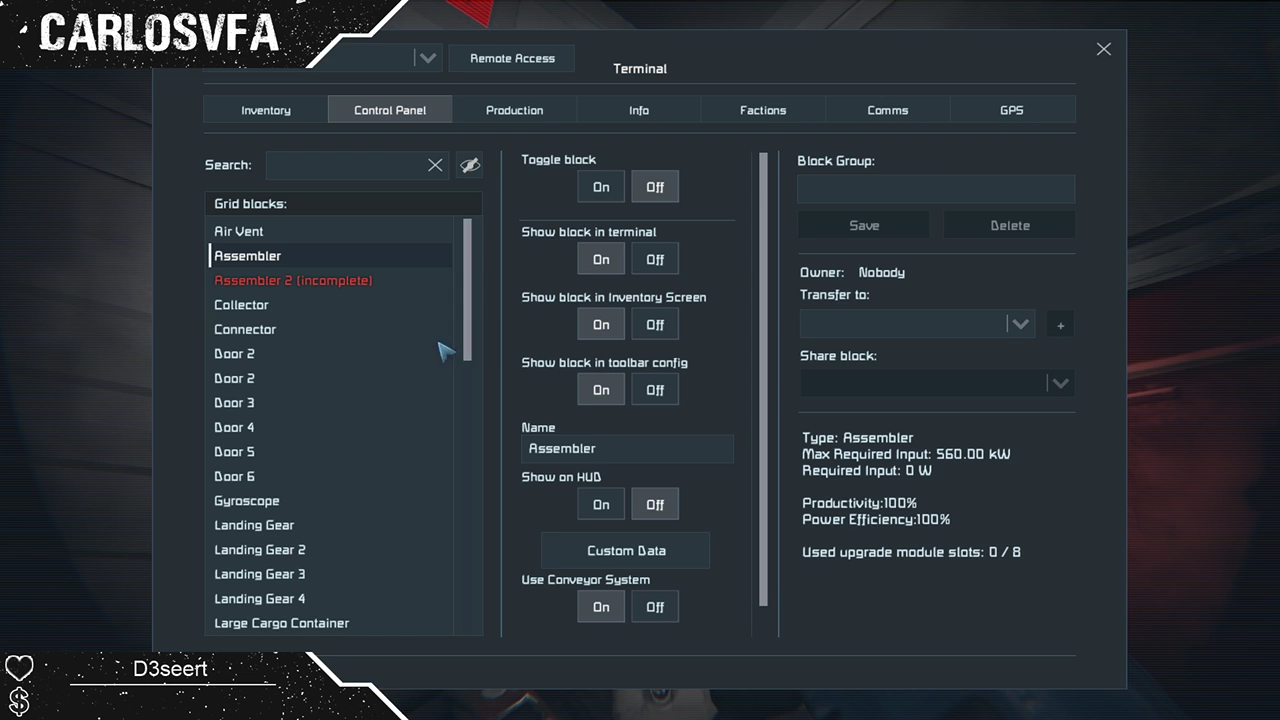 CARLOSVFA
Remote Access
Terminal
Inventory
Control Panel
Production
Info
Factions
Comms
GPS
Search:
Grid blocks:
Air Vent
Assembler
Assembler 2 (incomplete)
Collector
Connector
Door 2
Door 2
Door 3
Door 4
Door 5
Door 6
Gyroscope
Landing Gear
Landing Gear 2
Landing Gear 3
Landing Gear 4
Large Cargo Container
Toggle block
On Off
Show block in terminal
On Off
Show block in Inventory Screen
On Off
Show block in toolbar config
On Off
Name
Assembler
Show on HUD
On Off
Custom Data
Use Conveyor System
On Off
Block Group:
Save Delete
Owner: Nobody
Transfer to:
+
Share block:
Type: Assembler
Max Required Input: 560.00 kW
Required Input: 0 W
Productivity:100%
Power Efficiency:100%
Used upgrade module slots: 0 / 8
D3seert
$